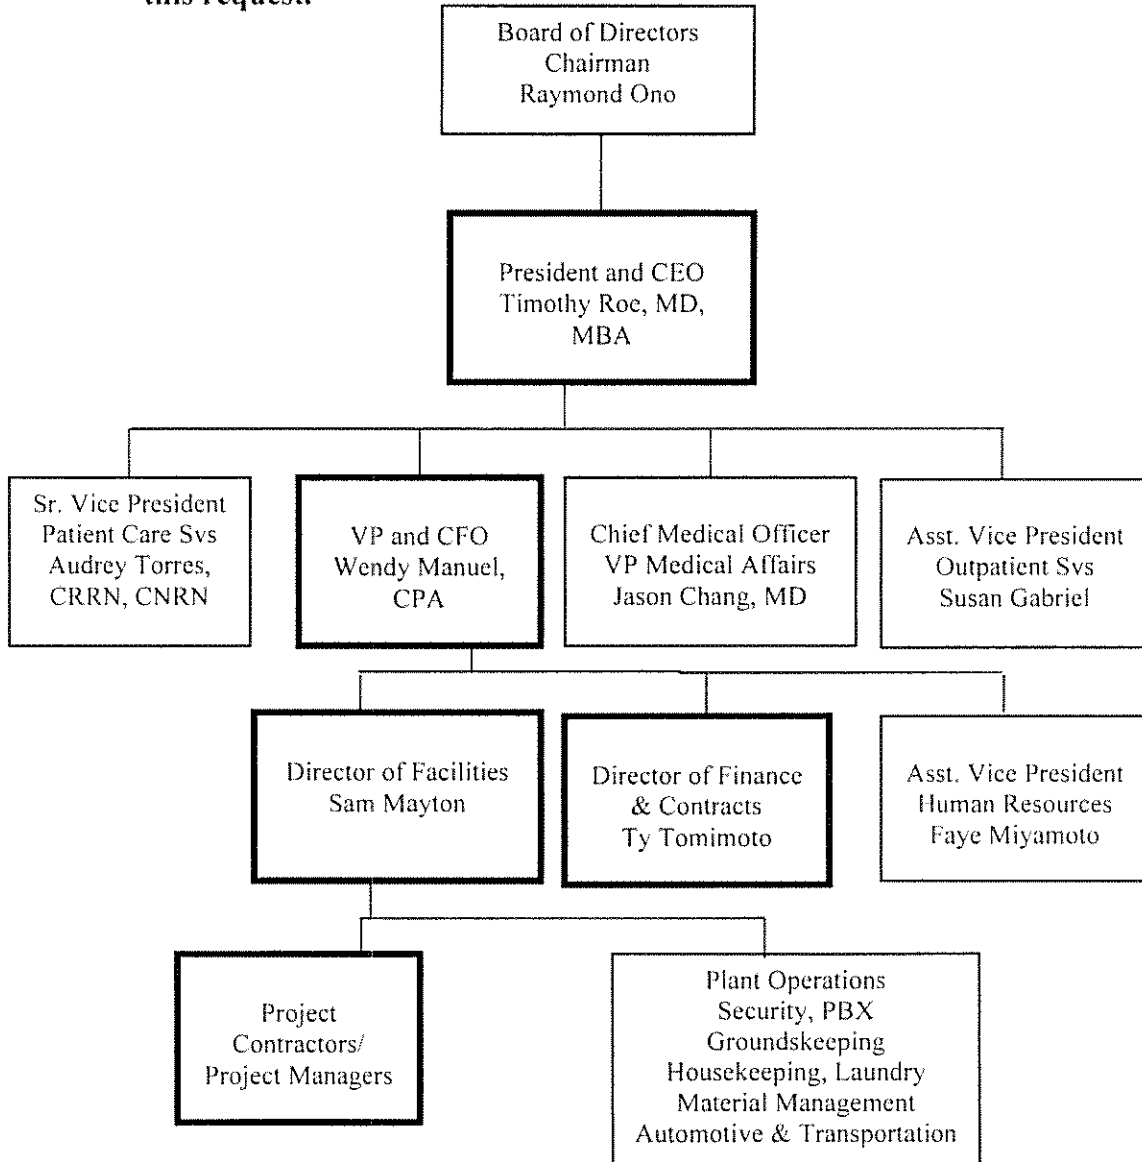 this request.
Board of Directors
Chairman
Raymond Ono
President and CEO
Timothy Roe, MD,
MBA
Sr. Vice President
Patient Care Svs
Audrey Torres,
CRRN, CNRN
VP and CFO
Wendy Manuel,
CPA
Chief Medical Officer
VP Medical Affairs
Jason Chang, MD
Asst. Vice President
Outpatient Svs
Susan Gabriel
Director of Facilities
Sam Mayton
Director of Finance
& Contracts
Ty Tomimoto
Asst. Vice President
Human Resources
Faye Miyamoto
Project
Contractors/
Project Managers
Plant Operations
Security, PBX
Groundskeeping
Housekeeping, Laundry
Material Management
Automotive & Transportation